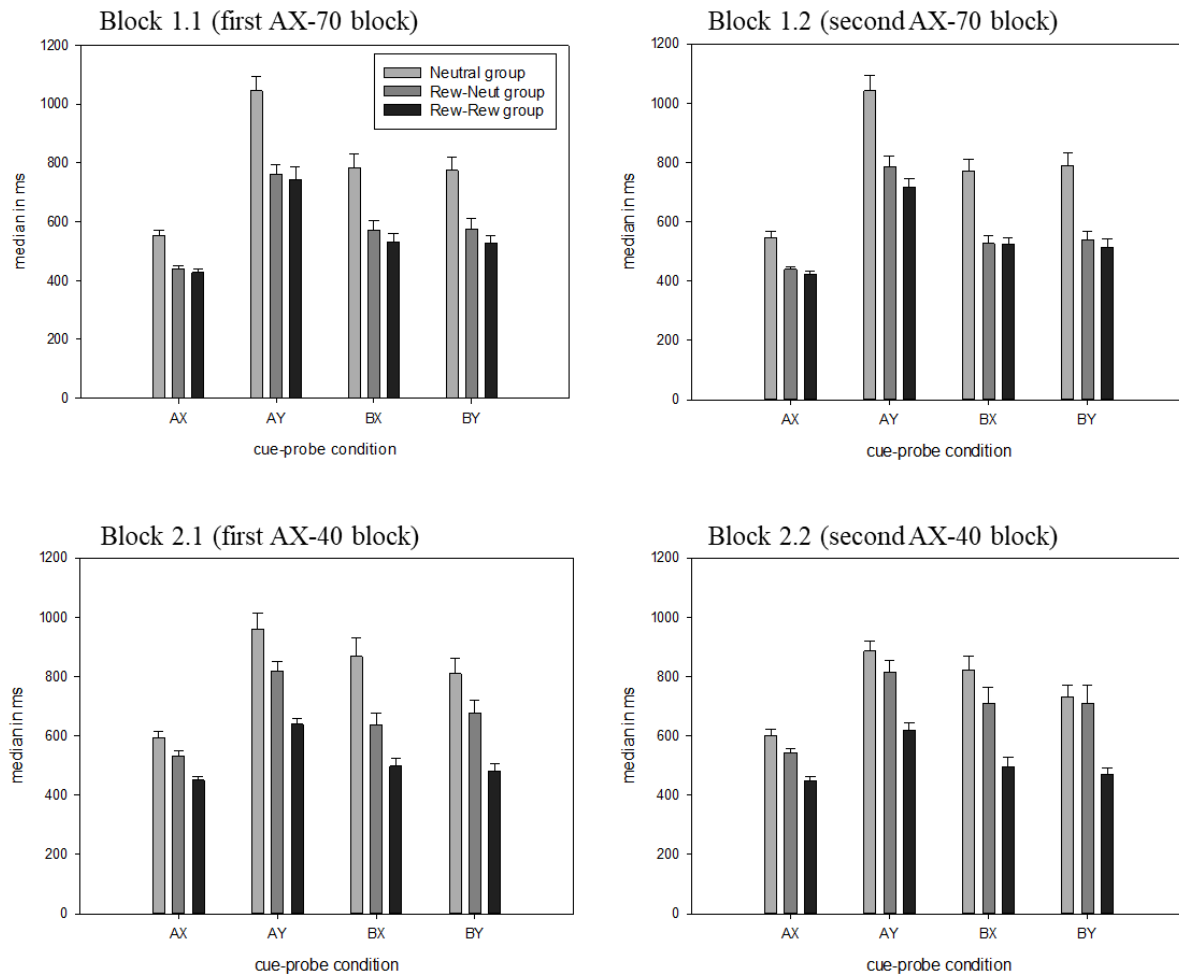 Block 1.1 (first AX-70 block)
1200
1000
800
600
400
200
0
median in ms
Neutral group
Rew-Neut group
Rew-Rew group
AX AY BX BY
cue-probe condition
Block 1.2 (second AX-70 block)
1200
1000
800
600
400
200
0
median in ms
AX AY BX BY
cue-probe condition
Block 2.1 (first AX-40 block)
1200
1000
800
600
400
200
0
median in ms
AX AY BX BY
cue-probe condition
Block 2.2 (second AX-40 block)
1200
1000
800
600
400
200
0
median in ms
AX AY BX BY
cue-probe condition